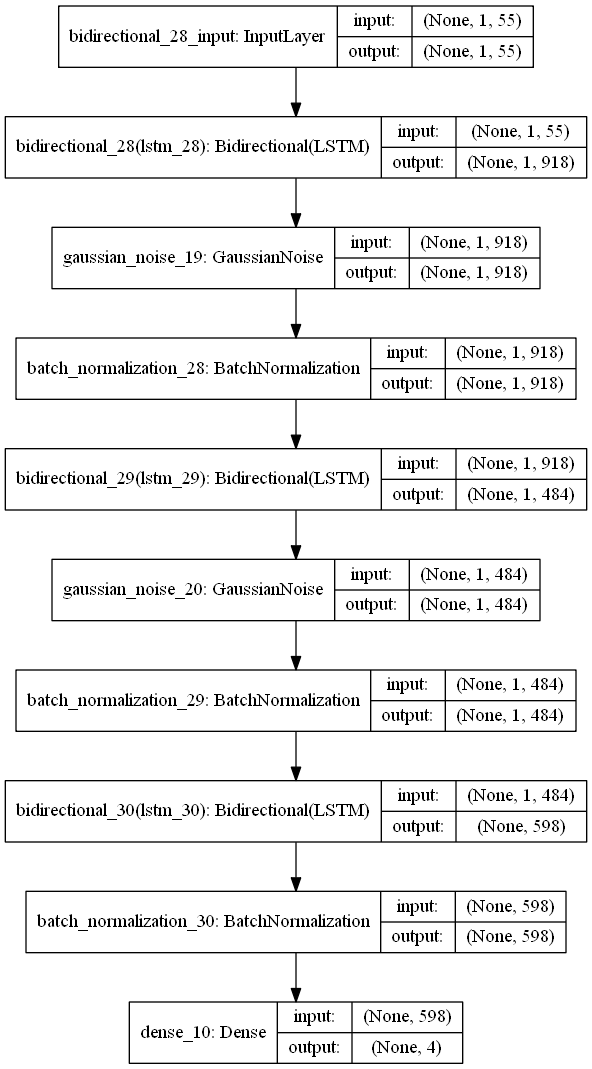 bidirectional_28_input: InputLayer
input: (None, 1, 55)
output: (None, 1, 55)
bidirectional_28(lstm_28): Bidirectional(LSTM)
input: (None, 1, 55)
output: (None, 1, 918)
gaussian_noise_19: GaussianNoise
input: (None, 1, 918)
output: (None, 1, 918)
batch_normalization_28: BatchNormalization
input: (None, 1, 918)
output: (None, 1, 918)
bidirectional_29(lstm_29): Bidirectional(LSTM)
input: (None, 1, 918)
output: (None, 1, 484)
gaussian_noise_20: GaussianNoise
input: (None, 1, 484)
output: (None, 1, 484)
batch_normalization_29: BatchNormalization
input: (None, 1, 484)
output: (None, 1, 484)
bidirectional_30(lstm_30): Bidirectional(LSTM)
input: (None, 1, 484)
output: (None, 598)
batch_normalization_30: BatchNormalization
input: (None, 598)
output: (None, 598)
dense_10: Dense
input: (None, 598)
output: (None, 4)